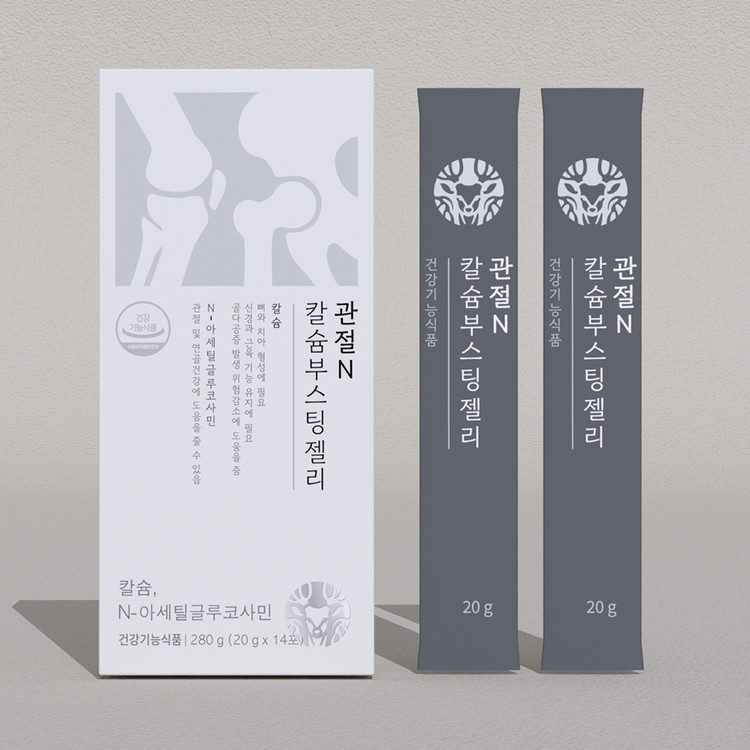 관절N
칼슘부스팅젤리
칼슘
뼈와 치아 형성에 필요
신경과 근육 기능 유지에 필요
골다공증 발생 위험감소에 도움을 줌
N-아세틸글루코사민
관절 및 연골건강에 도움을 줄 수 있음
건강
기능식품
칼슘,
N-아세틸글루코사민
건강기능식품 | 280 g (20 g x 14포)
관절N
칼슘부스팅젤리
건강기능식품
20 g
관절N
칼슘부스팅젤리
건강기능식품
20 g